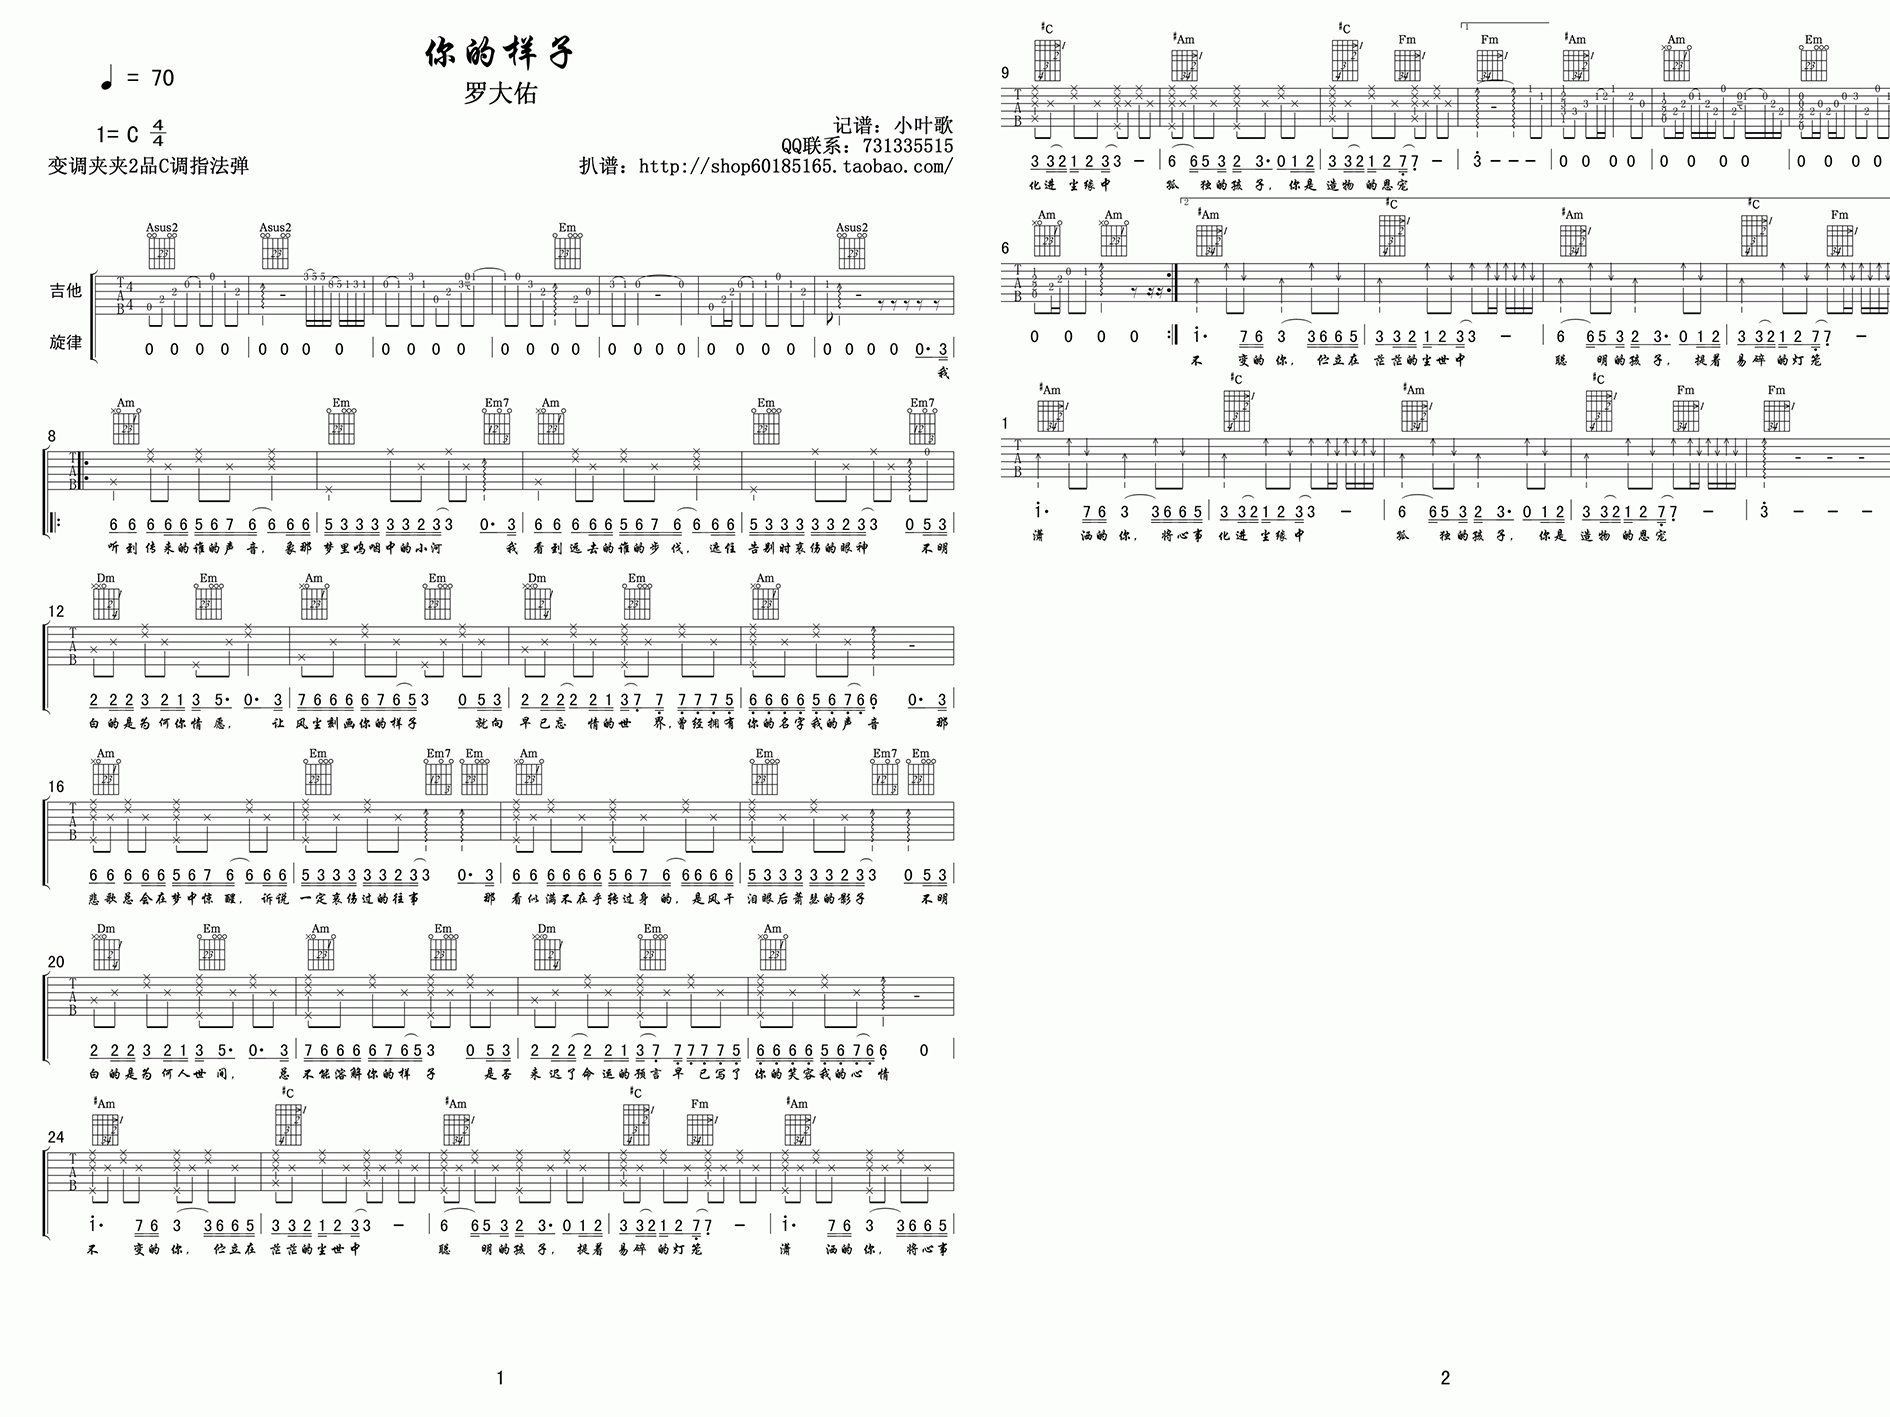 你的样子
♩ = 70
罗大佑
1= C 4/4
记谱：小叶歌
QQ联系：731335515
变调夹夹2品C调指法弹
扒谱：http://shop60185165.taobao.com/
Asus2 Asus2 Em Asus2
吉他 T A B 4 4
旋律 0 0 0 0 0 0 0 0 0 0 0 0 0 0 0 0 0 0 0 0 0 0 0 0 0 0 0 0· 3
我
Am Em Em7 Am Em Em7
8
6 6 6 6 6 5 6 7 6 6 6 6 5 3 3 3 3 3 3 2 3 3 0· 3 6 6 6 6 6 5 6 7 6 6 6 6 5 3 3 3 3 3 3 2 3 3 0 5 3
听到传来的谁的声音，象那 梦里呜咽中的小河 我 看到远去的谁的步伐，遮住 告别时哀伤的眼神 不明
Dm Em Am Em Dm Em Am
12
2 2 2 3 2 1 3 5· 0· 3 7 6 6 6 6 7 6 5 3 0 5 3 2 2 2 2 2 1 3 7 7 7 7 7 5 6 6 6 6 5 6 7 6 6 0· 3
白的是为何你情愿， 让 风尘刻画你的样子 就向 早已忘 情的世 界，曾经拥有 你的名字我的声 音 那
Am Em Em7 Em Am Em Em7 Em
16
6 6 6 6 6 5 6 7 6 6 6 6 5 3 3 3 3 3 3 2 3 3 0· 3 6 6 6 6 6 6 5 6 7 6 6 6 6 6 5 3 3 3 3 3 3 2 3 3 0 5 3
悲歌总会在梦中惊 醒，诉说 一定哀伤过的往事 那 看似满不在乎转过身 的，是风干 泪眼后萧瑟的影子 不明
Dm Em Am Em Dm Em Am
20
2 2 2 3 2 1 3 5· 0· 3 7 6 6 6 6 7 6 5 3 0 5 3 2 2 2 2 2 1 3 7 7 7 7 7 5 6 6 6 6 5 6 7 6 6 0
白的是为何人世间， 总 不能溶解你的样 子 是否 来迟了命运的预言早 已写了 你的笑容我的心 情
#Am #C #Am #C Fm #Am
24
1· 7 6 3 3 6 6 5 3 3 2 1 2 3 3 — 6 6 5 3 2 3· 0 1 2 3 3 2 1 2 7 7 — 1· 7 6 3 3 6 6 5
不 变的你，伫立在 茫茫的尘世中 聪 明的孩子，提着 易碎的灯笼 潇 洒的你，将心事
1
#C #Am #C Fm 1 Fm #Am Am Em
9
3 3 2 1 2 3 3 — 6 6 5 3 2 3· 0 1 2 3 3 2 1 2 7 7 — 3 — — — 0 0 0 0 0 0 0 0 0 0 0 0
化进尘缘中 孤 独的孩子，你是 造物的恩宠
Am Am 2 #Am #C #Am #C Fm
6
0 0 0 0 1· 7 6 3 3 6 6 5 3 3 2 1 2 3 3 — 6 6 5 3 2 3· 0 1 2 3 3 2 1 2 7 7 —
不 变的你，伫立在 茫茫的尘世中 聪 明的孩子，提着 易碎的灯笼
#Am #C #Am #C Fm Fm
1
1· 7 6 3 3 6 6 5 3 3 2 1 2 3 3 — 6 6 5 3 2 3· 0 1 2 3 3 2 1 2 7 7 — 3 — — —
潇 洒的你，将心事 化进尘缘中 孤 独的孩子，你是 造物的恩宠
2